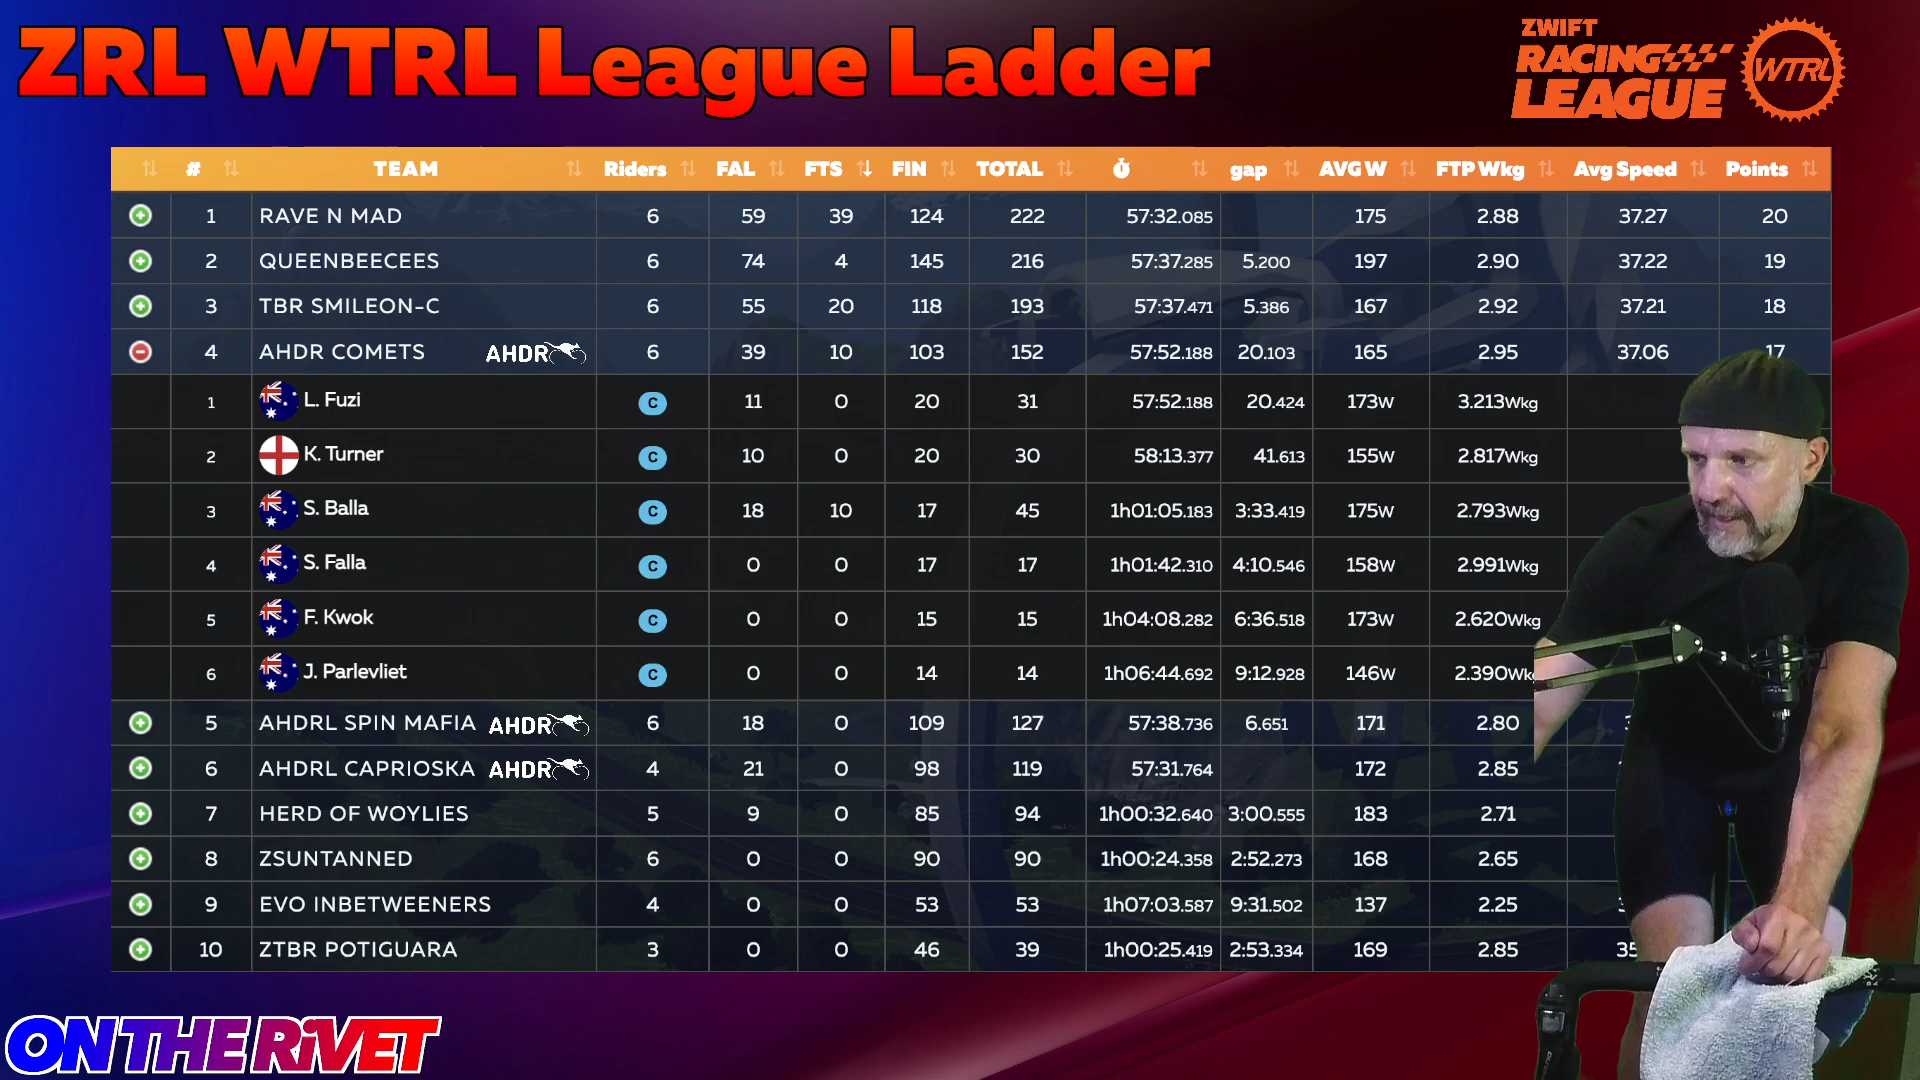 ZRL WTRL League Ladder
ZWIFT
RACING
LEAGUE
WTRL
# TEAM Riders FAL FTS FIN TOTAL gap AVG W FTP Wkg Avg Speed Points
1 RAVE N MAD 6 59 39 124 222 57:32.085 175 2.88 37.27 20
2 QUEENBEECEES 6 74 4 145 216 57:37.285 5.200 197 2.90 37.22 19
3 TBR SMILEON-C 6 55 20 118 193 57:37.471 5.386 167 2.92 37.21 18
4 AHDR COMETS AHDR 6 39 10 103 152 57:52.188 20.103 165 2.95 37.06 17
1 L. Fuzi C 11 0 20 31 57:52.188 20.424 173W 3.213Wkg
2 K. Turner C 10 0 20 30 58:13.377 41.613 155W 2.817Wkg
3 S. Balla C 18 10 17 45 1h01:05.183 3:33.419 175W 2.793Wkg
4 S. Falla C 0 0 17 17 1h01:42.310 4:10.546 158W 2.991Wkg
5 F. Kwok C 0 0 15 15 1h04:08.282 6:36.518 173W 2.620Wkg
6 J. Parlevliet C 0 0 14 14 1h06:44.692 9:12.928 146W 2.390Wkg
5 AHDRL SPIN MAFIA AHDR 6 18 0 109 127 57:38.736 6.651 171 2.80
6 AHDRL CAPRIOSKA AHDR 4 21 0 98 119 57:31.764 172 2.85
7 HERD OF WOYLIES 5 9 0 85 94 1h00:32.640 3:00.555 183 2.71
8 ZSUNTANNED 6 0 0 90 90 1h00:24.358 2:52.273 168 2.65
9 EVO INBETWEENERS 4 0 0 53 53 1h07:03.587 9:31.502 137 2.25
10 ZTBR POTIGUARA 3 0 0 46 39 1h00:25.419 2:53.334 169 2.85 35
ON THE RiVET